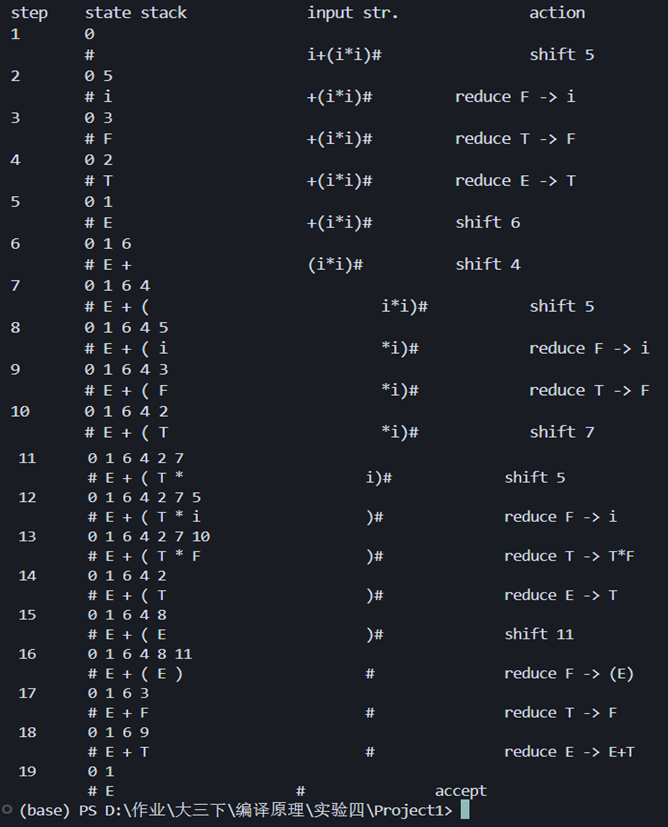 step state stack input str. action
1 0
# i+(i*i)# shift 5
2 0 5
# i +(i*i)# reduce F -> i
3 0 3
# F +(i*i)# reduce T -> F
4 0 2
# T +(i*i)# reduce E -> T
5 0 1
# E +(i*i)# shift 6
6 0 1 6
# E + (i*i)# shift 4
7 0 1 6 4
# E + ( i*i)# shift 5
8 0 1 6 4 5
# E + ( i *i)# reduce F -> i
9 0 1 6 4 3
# E + ( F *i)# reduce T -> F
10 0 1 6 4 2
# E + ( T *i)# shift 7
11 0 1 6 4 2 7
# E + ( T * i)# shift 5
12 0 1 6 4 2 7 5
# E + ( T * i )# reduce F -> i
13 0 1 6 4 2 7 10
# E + ( T * F )# reduce T -> T*F
14 0 1 6 4 2
# E + ( T )# reduce E -> T
15 0 1 6 4 8
# E + ( E )# shift 11
16 0 1 6 4 8 11
# E + ( E ) # reduce F -> (E)
17 0 1 6 3
# E + F # reduce T -> F
18 0 1 6 9
# E + T # reduce E -> E+T
19 0 1
# E # accept
(base) PS D:\作业\大三下\编译原理\实验四\Project1>